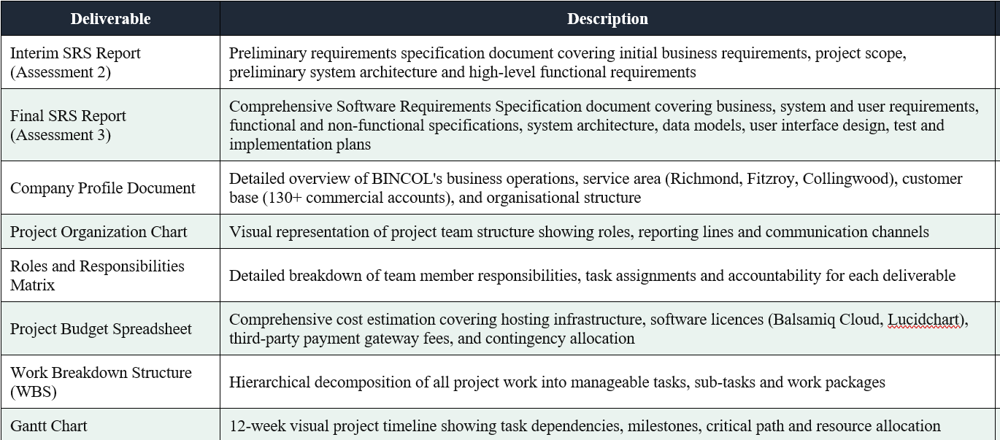 Deliverable
Description
Interim SRS Report
(Assessment 2)
Preliminary requirements specification document covering initial business requirements, project scope,
preliminary system architecture and high-level functional requirements
Final SRS Report
(Assessment 3)
Comprehensive Software Requirements Specification document covering business, system and user requirements,
functional and non-functional specifications, system architecture, data models, user interface design, test and
implementation plans
Company Profile Document
Detailed overview of BINCOL's business operations, service area (Richmond, Fitzroy, Collingwood), customer
base (130+ commercial accounts), and organisational structure
Project Organization Chart
Visual representation of project team structure showing roles, reporting lines and communication channels
Roles and Responsibilities
Matrix
Detailed breakdown of team member responsibilities, task assignments and accountability for each deliverable
Project Budget Spreadsheet
Comprehensive cost estimation covering hosting infrastructure, software licences (Balsamiq Cloud, Lucidchart),
third-party payment gateway fees, and contingency allocation
Work Breakdown Structure
(WBS)
Hierarchical decomposition of all project work into manageable tasks, sub-tasks and work packages
Gantt Chart
12-week visual project timeline showing task dependencies, milestones, critical path and resource allocation